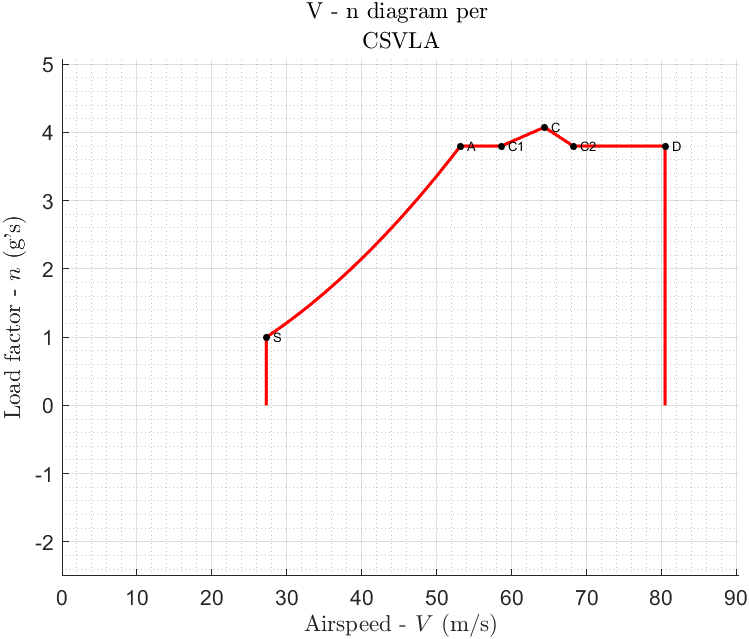 V - n diagram per
CSVLA
5
4
3
2
1
0
-1
-2
Load factor - n (g's)
S
A
C1
C
C2
D
0 10 20 30 40 50 60 70 80 90
Airspeed - V (m/s)